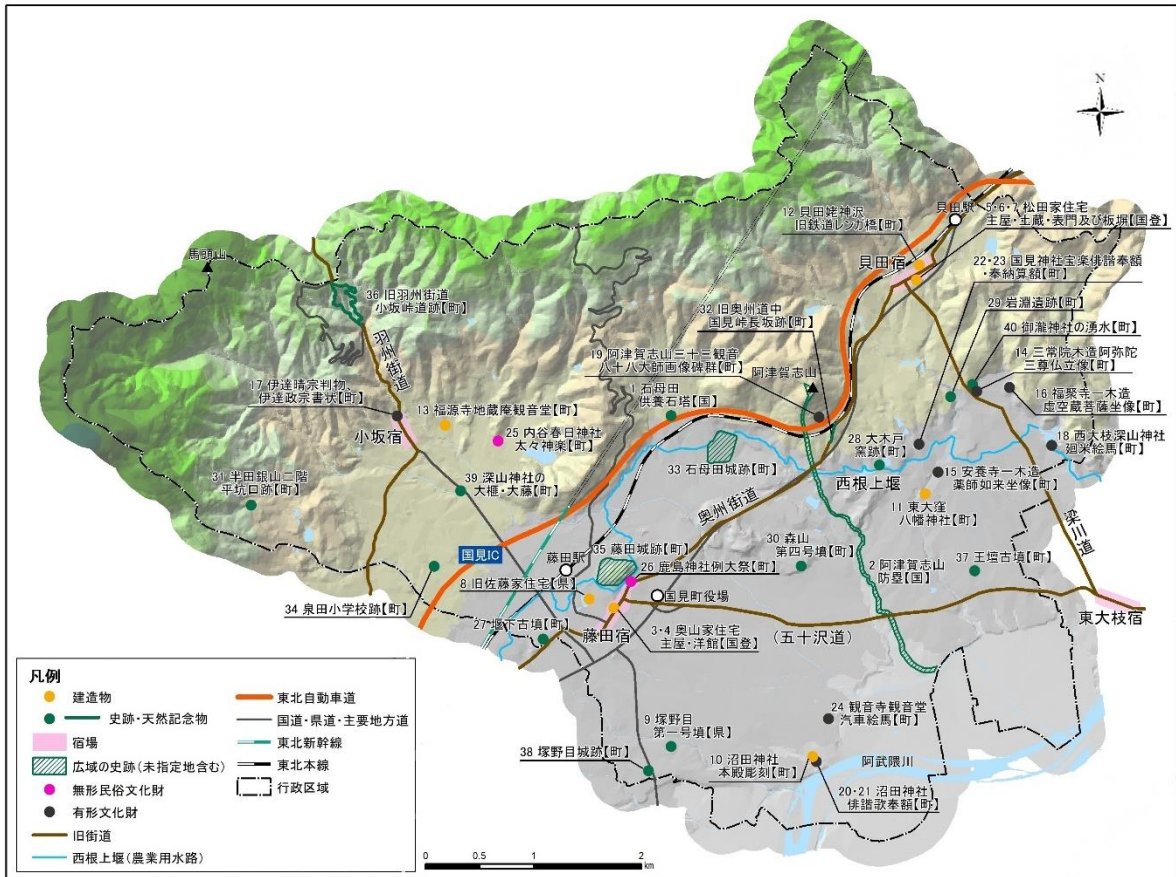 N
貝田駅
5・6・7 松田家住宅
主屋・土蔵・表門及び板塀【国登】
12 貝田姥神沢
旧鉄道レンガ橋【町】
貝田宿
22・23 国見神社宝楽俳諧奉額
・奉納算額【町】
馬頭山
36 旧羽州街道
小坂峠道跡【町】
羽州街道
32 旧奥州道中
国見峠長坂跡【町】
29 岩淵遺跡【町】
40 御瀧神社の湧水【町】
19 阿津賀志山三十三観音
八十八大師画像碑群【町】
阿津賀志山
14 三常院木造阿弥陀
三尊仏立像【町】
17 伊達晴宗判物、
伊達政宗書状【町】
1 石母田
供養石塔【国】
16 福聚寺一木造
虚空蔵菩薩坐像【町】
13 福源寺地蔵庵観音堂【町】
小坂宿
25 内谷春日神社
太々神楽【町】
28 大木戸
窯跡【町】
18 西大枝深山神社
廻米絵馬【町】
31 半田銀山二階
平坑口跡【町】
39 深山神社の
大榧・大藤【町】
33 石母田城跡【町】
西根上堰
15 安養寺一木造
薬師如来坐像【町】
奥州街道
11 東大窪
八幡神社【町】
梁川道
国見IC
藤田駅
35 藤田城跡【町】
30 森山
第四号墳【町】
2 阿津賀志山
防塁【国】
37 王壇古墳【町】
26 鹿島神社例大祭【町】
8 旧佐藤家住宅【県】
国見町役場
34 泉田小学校跡【町】
27 堰下古墳【町】
藤田宿
3・4 奥山家住宅
主屋・洋館【国登】
(五十沢道)
東大枝宿
24 観音寺観音堂
汽車絵馬【町】
9 塚野目
第一号墳【県】
38 塚野目城跡【町】
10 沼田神社
本殿彫刻【町】
阿武隈川
20・21 沼田神社
俳諧歌奉額【町】
凡例
建造物
史跡・天然記念物
宿場
広域の史跡(未指定地含む)
無形民俗文化財
有形文化財
旧街道
西根上堰(農業用水路)
東北自動車道
国道・県道・主要地方道
東北新幹線
東北本線
行政区域
0 0.5 1 2
km